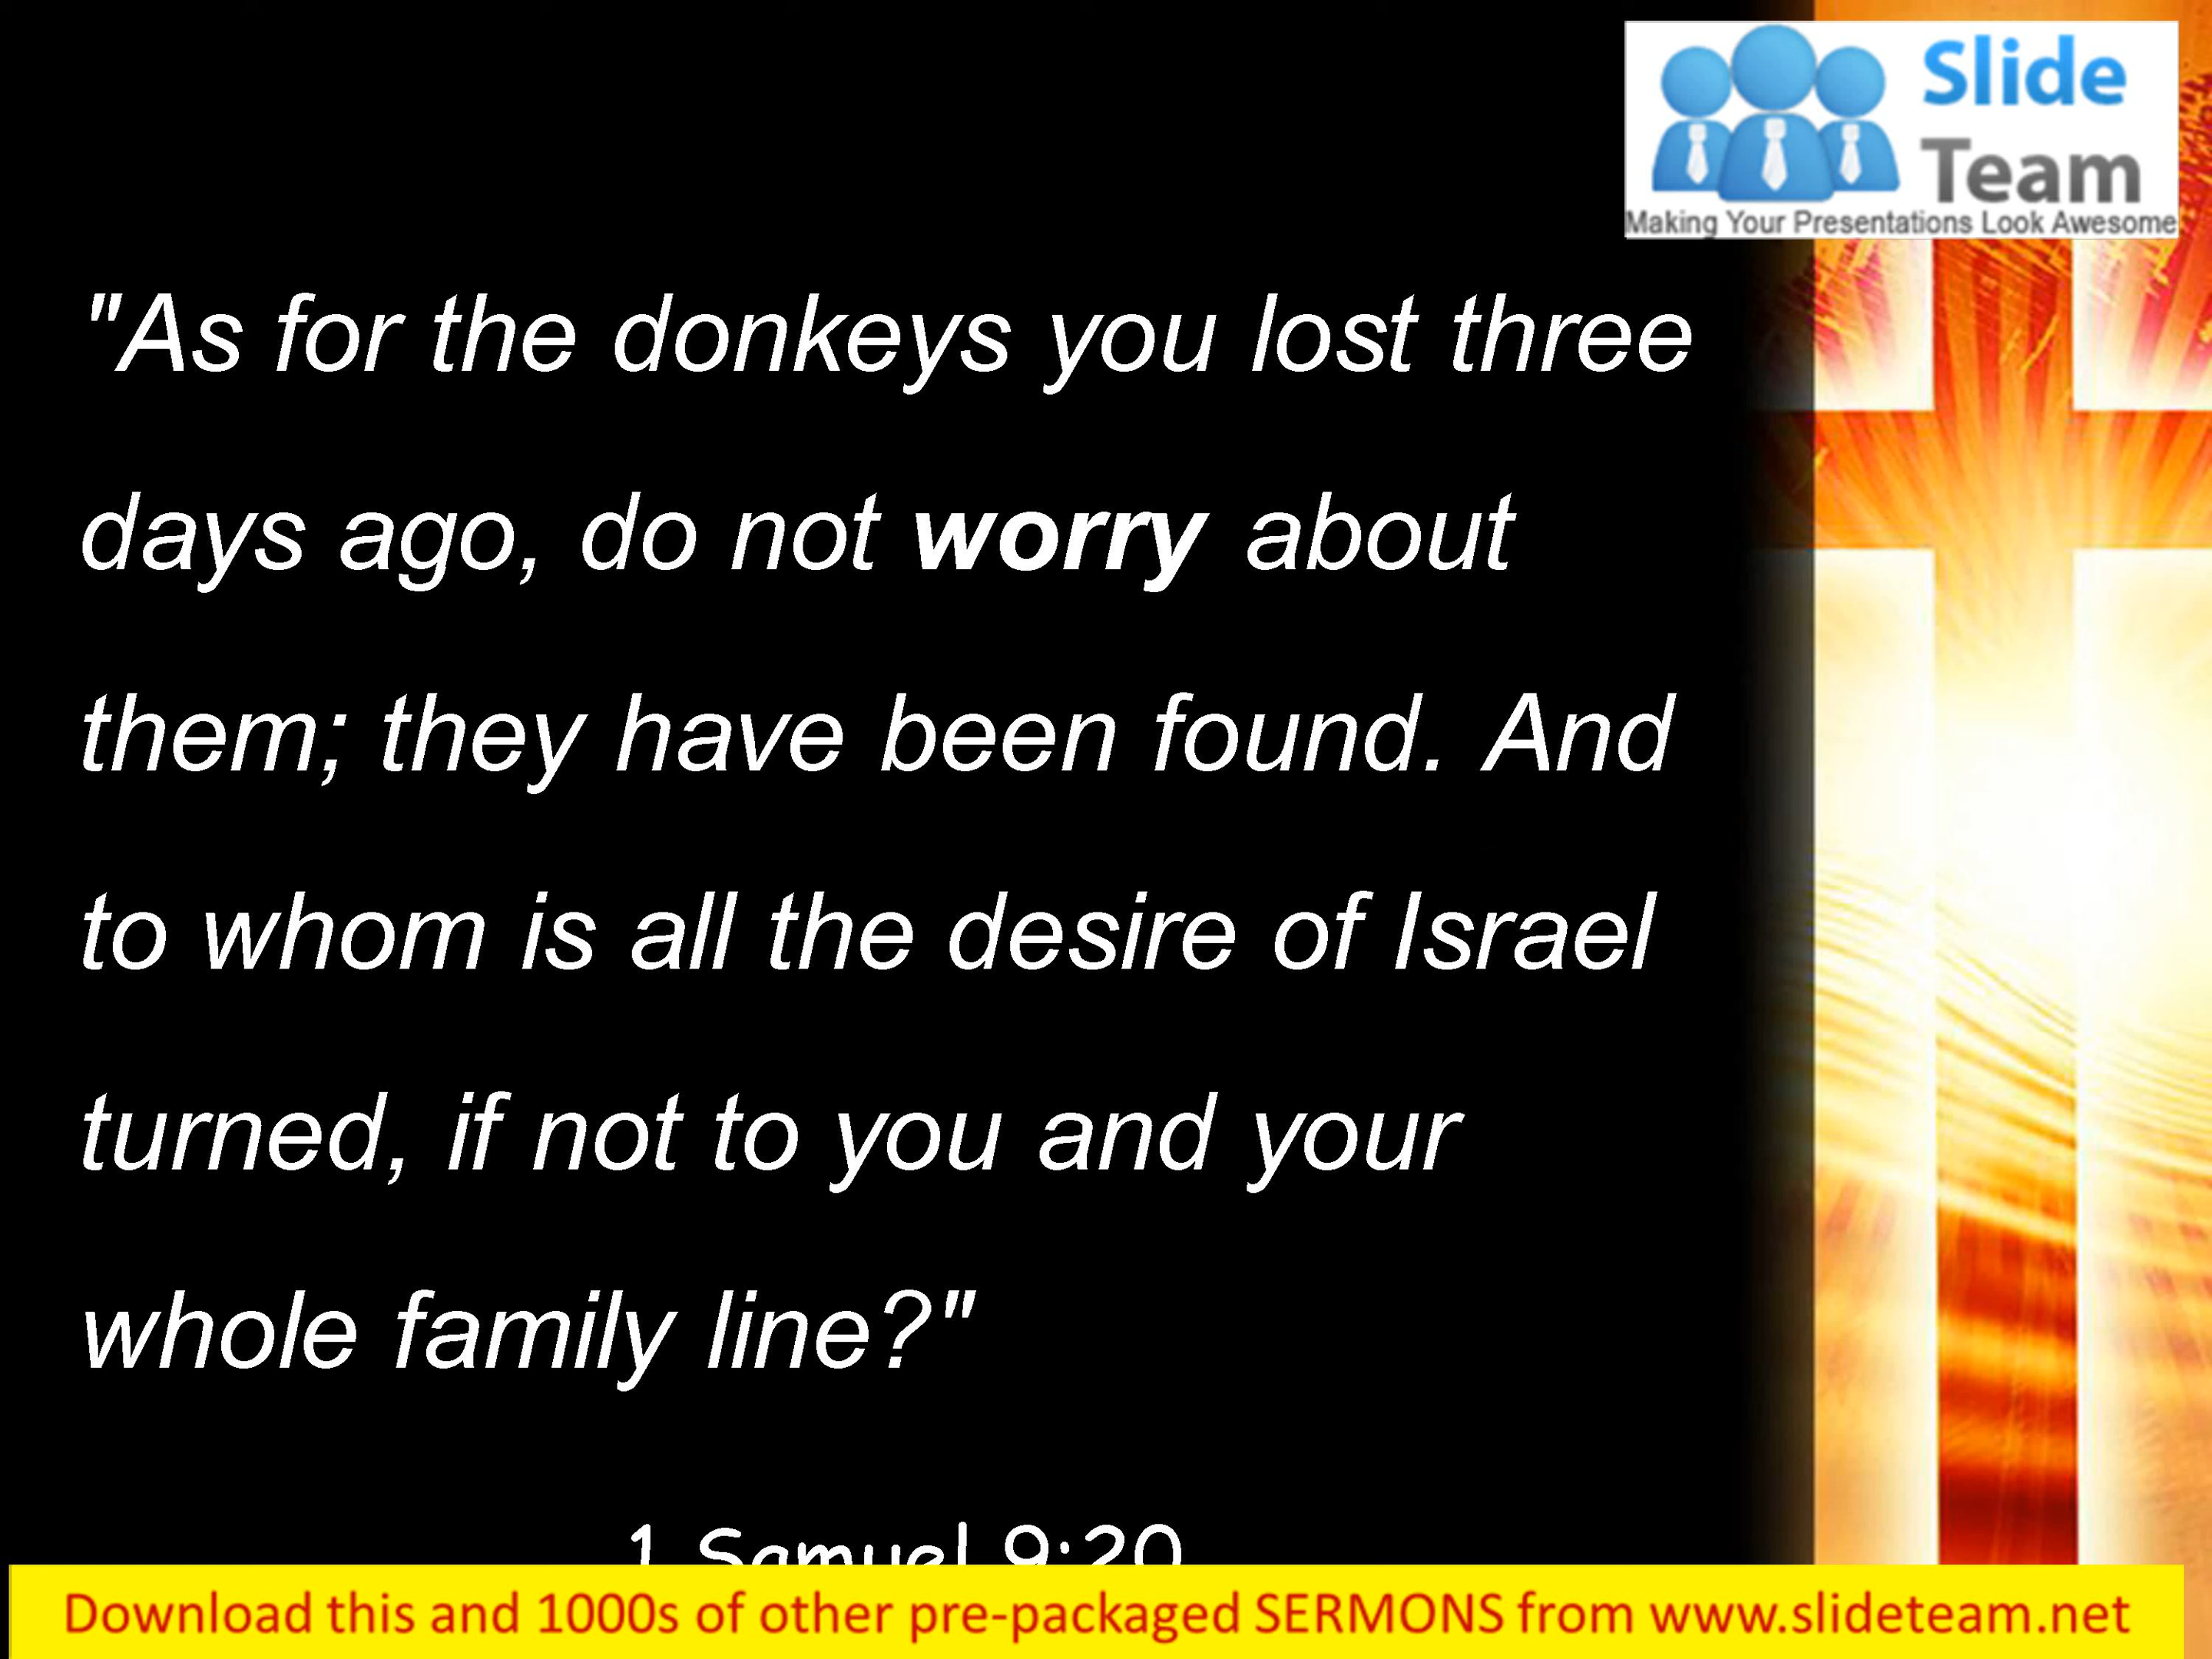 Slide
Team
Making Your Presentations Look Awesome
"As for the donkeys you lost three
days ago, do not worry about
them; they have been found. And
to whom is all the desire of Israel
turned, if not to you and your
whole family line?"
1 Samuel 9:20
Download this and 1000s of other pre-packaged SERMONS from www.slideteam.net